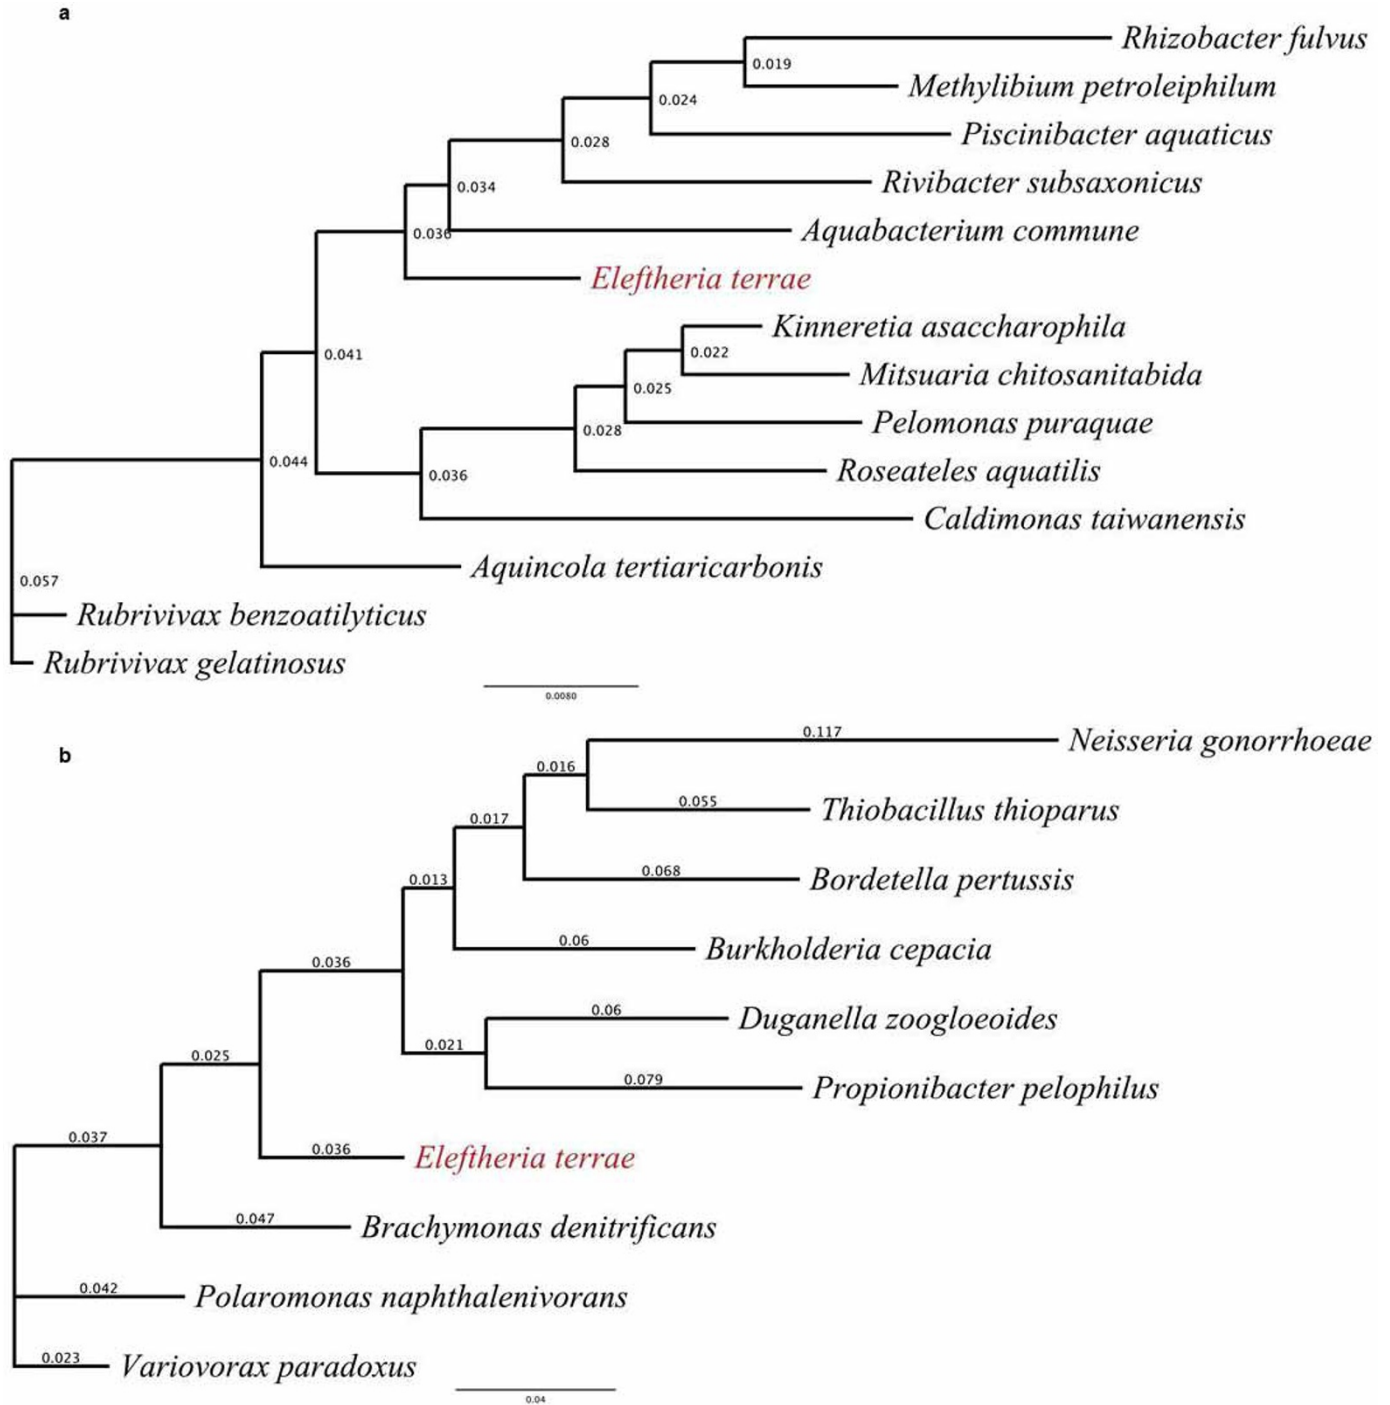 a
Rhizobacter fulvus
0.019
Methylibium petroleiphilum
0.024
Piscinibacter aquaticus
0.028
Rivibacter subsaxonicus
0.034
Aquabacterium commune
0.036
Eleftheria terrae
Kinneretia asaccharophila
0.022
0.041
Mitsuaria chitosanitabida
0.025
Pelomonas puraquae
0.028
0.044
Roseateles aquatilis
0.036
Caldimonas taiwanensis
Aquincola tertiaricarbonis
0.057
Rubrivivax benzoatilyticus
Rubrivivax gelatinosus
0.0080
b
0.117
Neisseria gonorrhoeae
0.016
0.055
Thiobacillus thioparus
0.017
0.068
Bordetella pertussis
0.013
0.06
Burkholderia cepacia
0.036
0.06
Duganella zoogloeoides
0.021
0.025
0.079
Propionibacter pelophilus
0.037
0.036
Eleftheria terrae
0.047
Brachymonas denitrificans
0.042
Polaromonas naphthalenivorans
0.023
Variovorax paradoxus
0.04